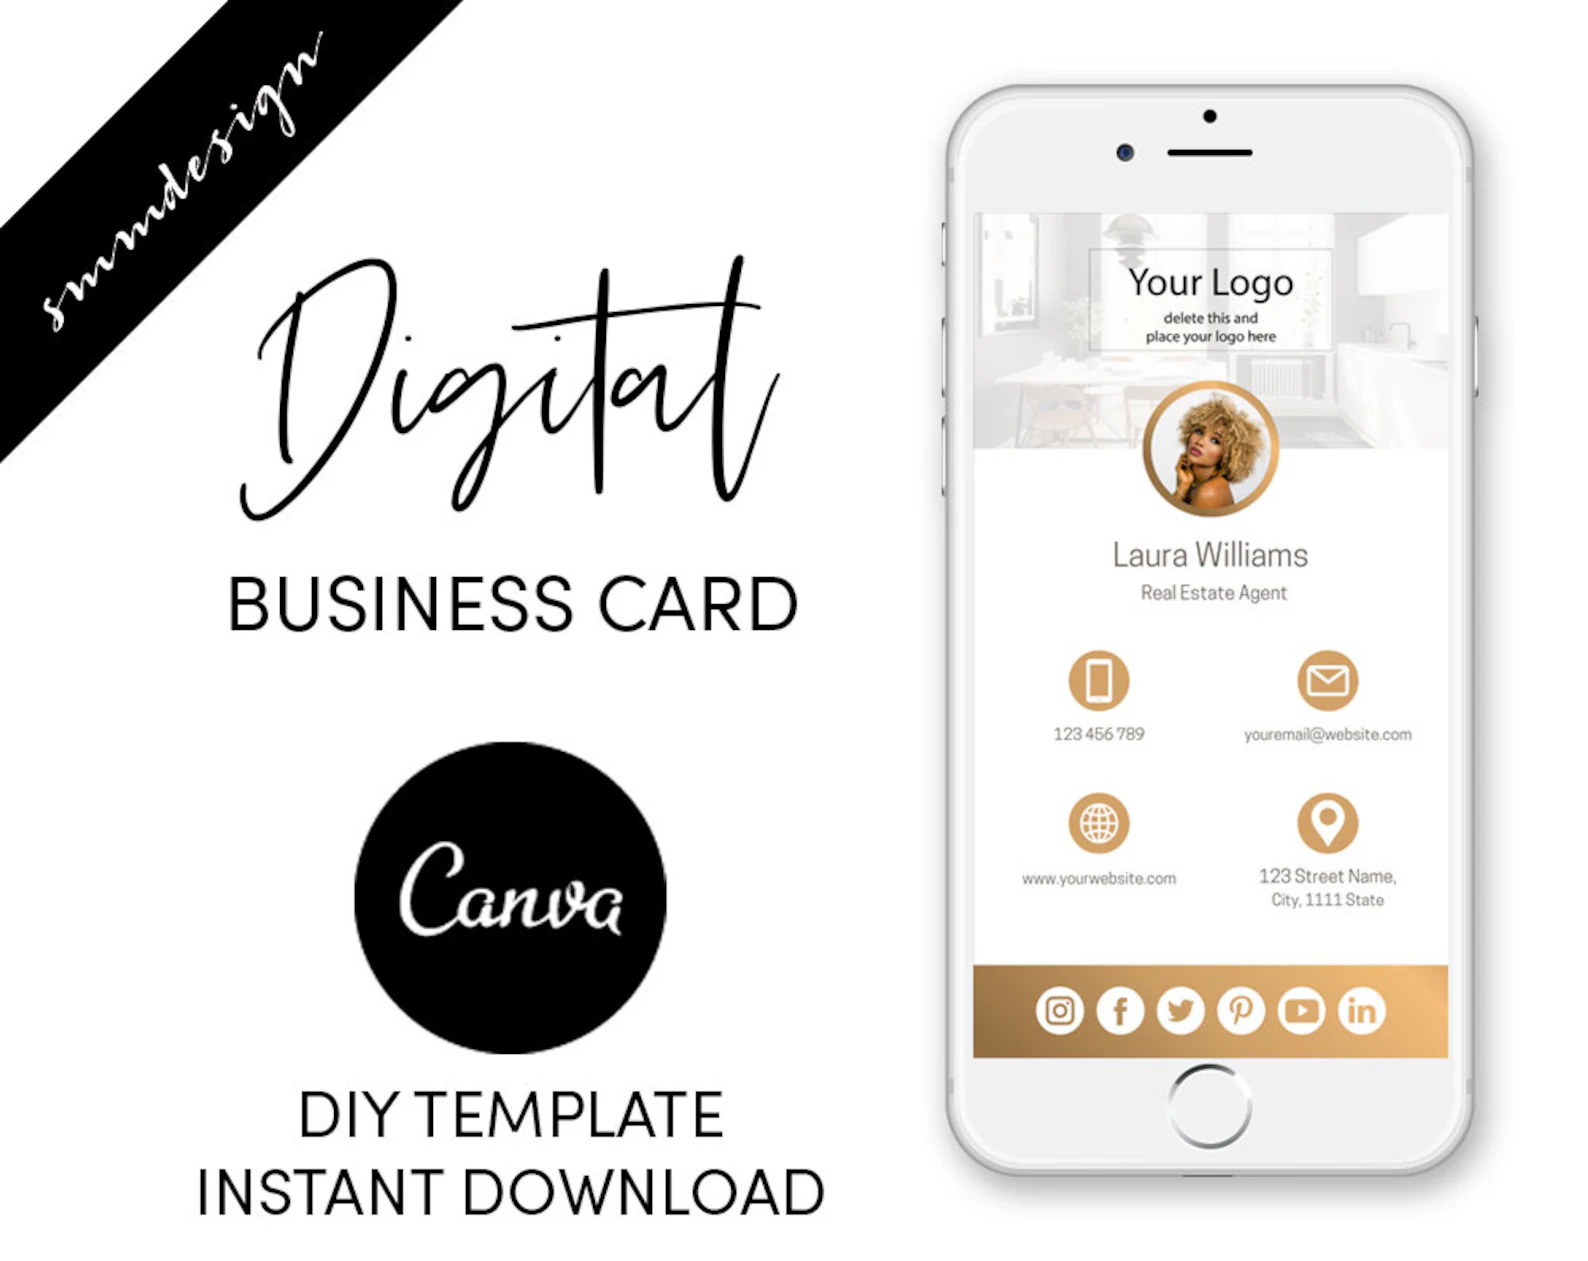 smmdesign
Digital
BUSINESS CARD
Canva
DIY TEMPLATE
INSTANT DOWNLOAD
Your Logo
delete this and
place your logo here
Laura Williams
Real Estate Agent
123 456 789
youremail@website.com
www.yourwebsite.com
123 Street Name,
City, 1111 State